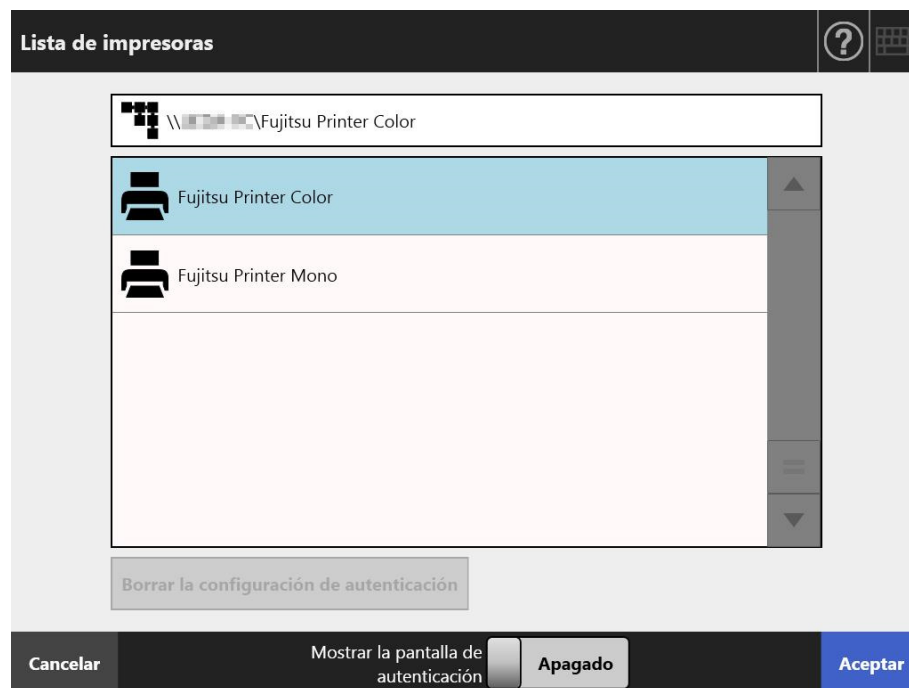 Lista de impresoras
?
\\ \Fujitsu Printer Color
Fujitsu Printer Color
Fujitsu Printer Mono
Borrar la configuración de autenticación
Cancelar
Mostrar la pantalla de
autenticación
Apagado
Aceptar